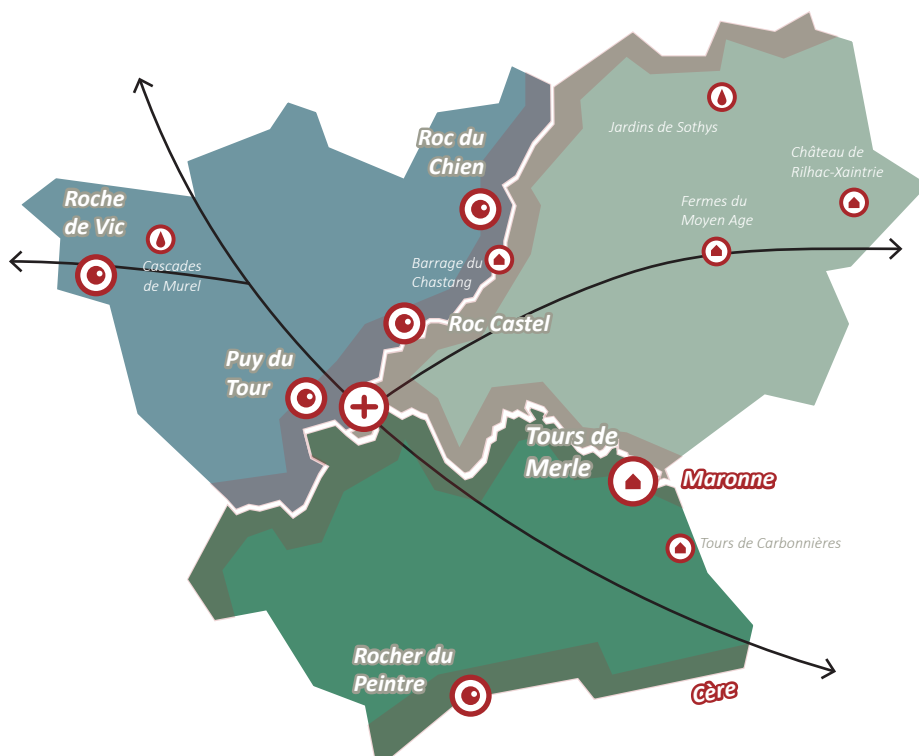 Jardins de Sothys
Roc du
Chien
Château de
Rilhac-Xaintrie
Roche
de Vic
Fermes du
Moyen Age
Cascades
de Murel
Barrage du
Chastang
Roc Castel
Puy du
Tour
Tours de
Merle
Maronne
Tours de Carbonnières
Rocher du
Peintre
Cère